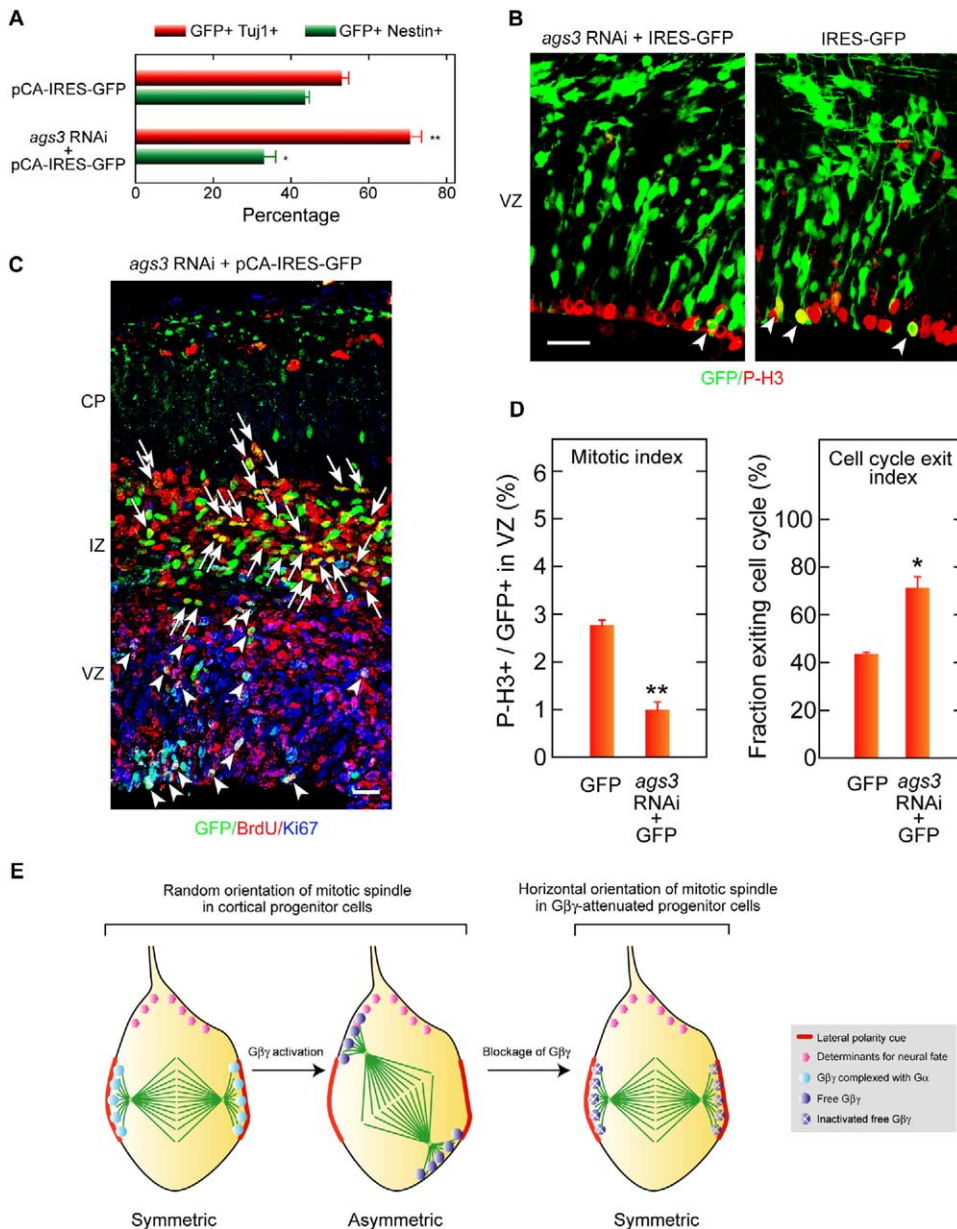 A
GFP+ Tuj1+
GFP+ Nestin+
pCA-IRES-GFP
ags3 RNAi
+
pCA-IRES-GFP
**
*
0
20
40
60
80
Percentage
B
ags3 RNAi + IRES-GFP
IRES-GFP
VZ
GFP/P-H3
C
ags3 RNAi + pCA-IRES-GFP
CP
IZ
VZ
GFP/BrdU/Ki67
D
P-H3+ / GFP+ in VZ (%)
Mitotic index
6
5
4
3
2
1
0
**
GFP
ags3
RNAi
+
GFP
Fraction exiting cell cycle (%)
Cell cycle exit
index
100
80
60
40
20
0
*
GFP
ags3
RNAi
+
GFP
E
Random orientation of mitotic spindle
in cortical progenitor cells
Horizontal orientation of mitotic spindle
in Gβγ-attenuated progenitor cells
Gβγ activation
Blockage of Gβγ
Symmetric
Asymmetric
Symmetric
Lateral polarity cue
Determinants for neural fate
Gβγ complexed with Gα
Free Gβγ
Inactivated free Gβγ